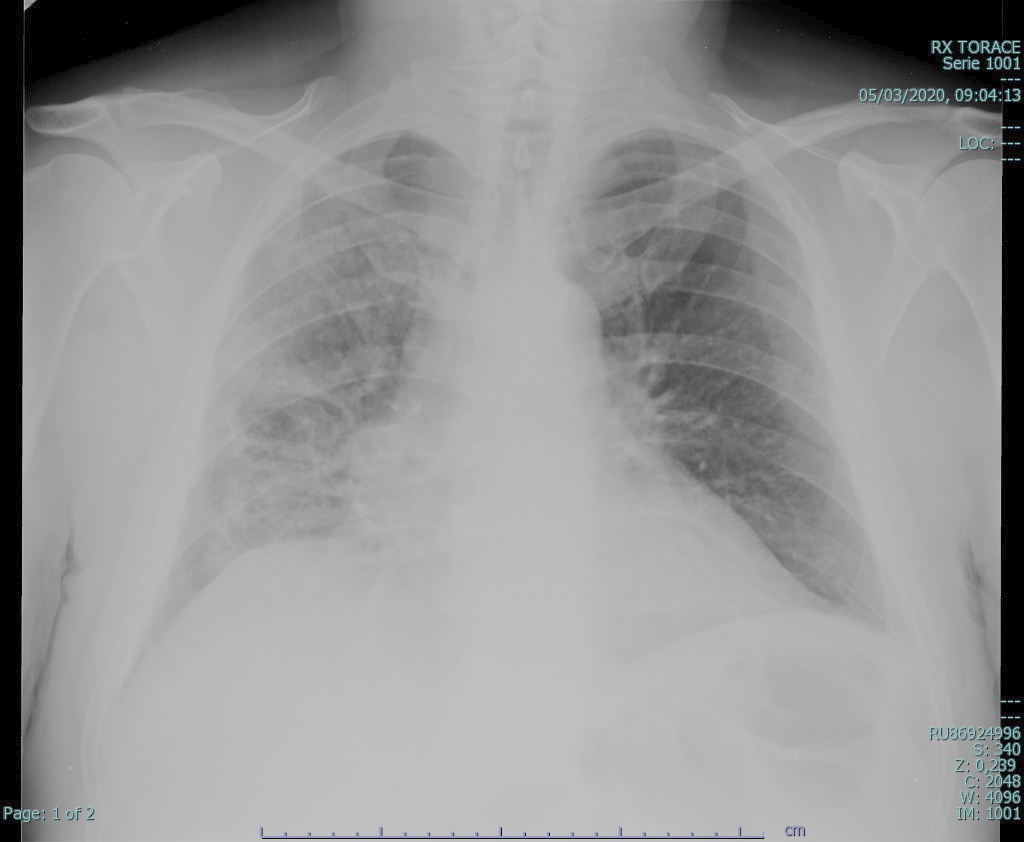 RX TORACE
Serie 1001
---
05/03/2020, 09:04:13
---
LOC: ---
---
---
---
RU86924996
S: 340
Z: 0,239
C: 2048
W: 4096
IM: 1001
Page: 1 of 2
cm